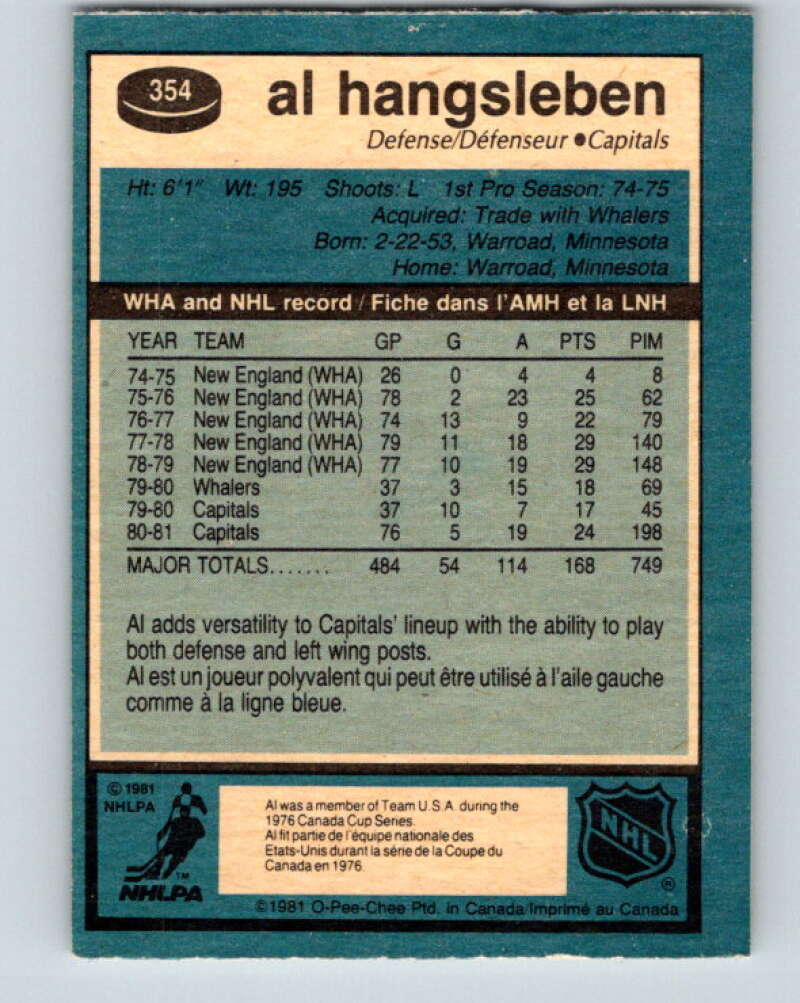 354
al hangsleben
Defense/Défenseur ● Capitals
Ht: 6'1" Wt: 195 Shoots: L 1st Pro Season: 74-75
Acquired: Trade with Whalers
Born: 2-22-53, Warroad, Minnesota
Home: Warroad, Minnesota
WHA and NHL record / Fiche dans l'AMH et la LNH
YEAR TEAM GP G A PTS PIM
74-75 New England (WHA) 26 0 4 4 8
75-76 New England (WHA) 78 2 23 25 62
76-77 New England (WHA) 74 13 9 22 79
77-78 New England (WHA) 79 11 18 29 140
78-79 New England (WHA) 77 10 19 29 148
79-80 Whalers 37 3 15 18 69
79-80 Capitals 37 10 7 17 45
80-81 Capitals 76 5 19 24 198
MAJOR TOTALS....... 484 54 114 168 749
Al adds versatility to Capitals' lineup with the ability to play
both defense and left wing posts.
Al est un joueur polyvalent qui peut être utilisé à l'aile gauche
comme à la ligne bleue.
© 1981
NHLPA
TM
NHLPA
Al was a member of Team U.S.A. during the
1976 Canada Cup Series.
Al fit partie de l'équipe nationale des
Etats-Unis durant la série de la Coupe du
Canada en 1976.
NHL
®
©1981 O-Pee-Chee Ptd. in Canada/Imprimé au Canada